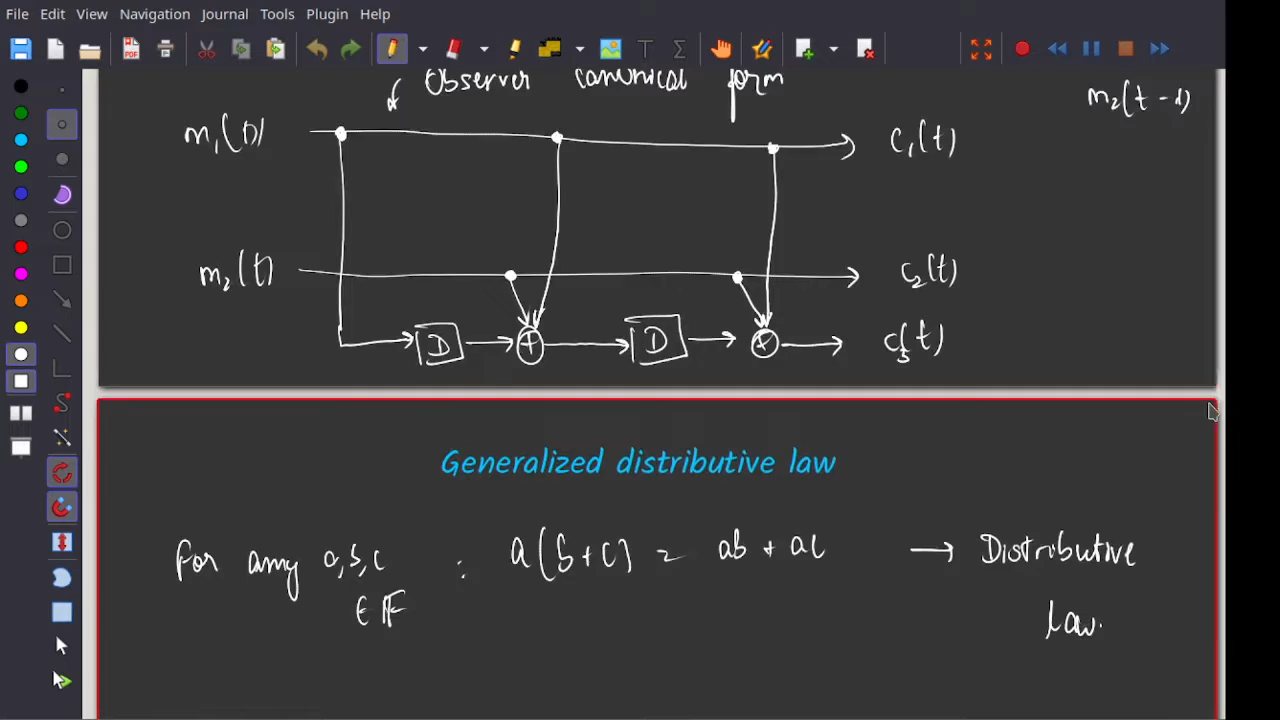 File Edit View Navigation Journal Tools Plugin Help
Observer canonical form
m₂(t-1)
m₁(t) c₁(t)
m₂(t) c₂(t)
D + D + c₃(t)
Generalized distributive law
For any a, b, c : a(b+c) = ab + ac → Distributive
∈ 𝔽 law.